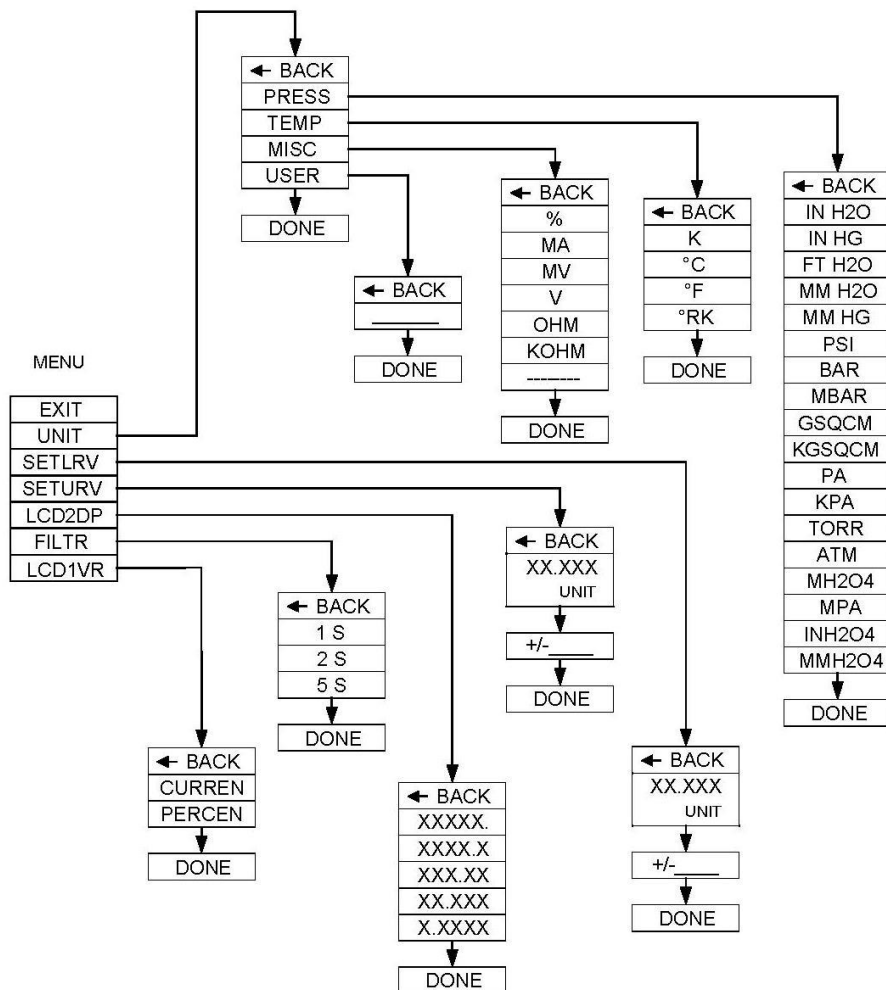 ← BACK
PRESS
TEMP
MISC
USER
DONE
← BACK
______
DONE
← BACK
%
MA
MV
V
OHM
KOHM
--------
DONE
← BACK
K
°C
°F
°RK
DONE
← BACK
IN H2O
IN HG
FT H2O
MM H2O
MM HG
PSI
BAR
MBAR
GSQCM
KGSQCM
PA
KPA
TORR
ATM
MH2O4
MPA
INH2O4
MMH2O4
DONE
MENU
EXIT
UNIT
SETLRV
SETURV
LCD2DP
FILTR
LCD1VR
← BACK
CURREN
PERCEN
DONE
← BACK
1 S
2 S
5 S
DONE
← BACK
XXXXX.
XXXX.X
XXX.XX
XX.XXX
X.XXXX
DONE
← BACK
XX.XXX
UNIT
+/-_____
DONE
← BACK
XX.XXX
UNIT
+/-_____
DONE